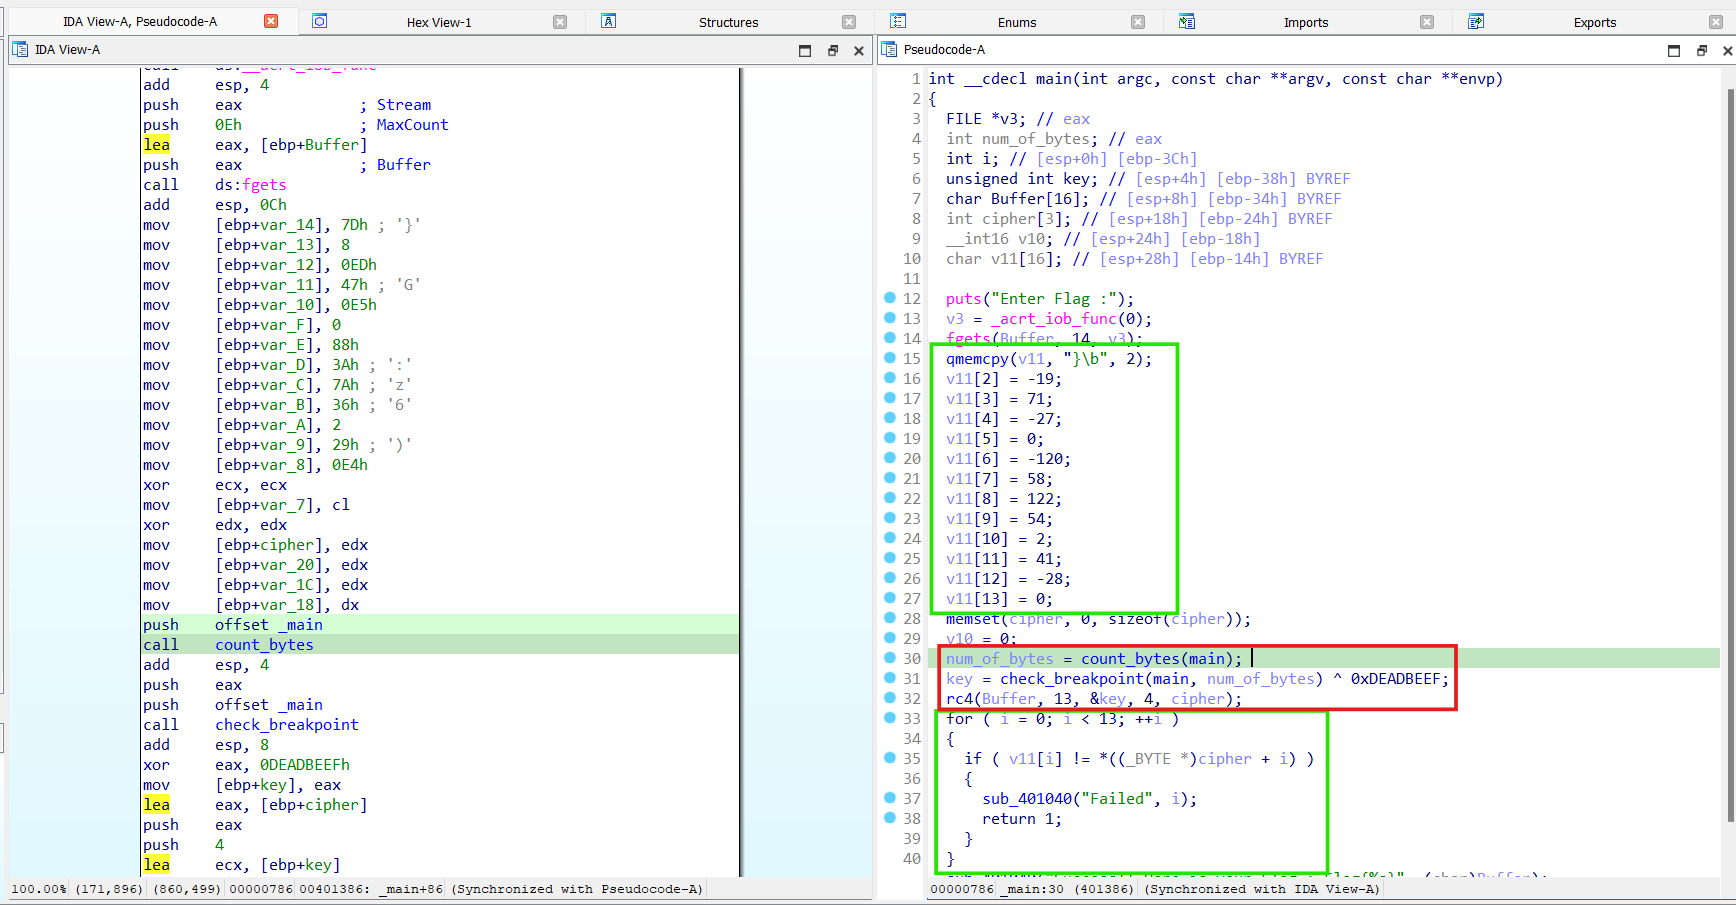 IDA View-A, Pseudocode-A
Hex View-1
Structures
Enums
Imports
Exports
IDA View-A
call ds:__acrt_iob_func
add esp, 4
push eax ; Stream
push 0Eh ; MaxCount
lea eax, [ebp+Buffer]
push eax ; Buffer
call ds:fgets
add esp, 0Ch
mov [ebp+var_14], 7Dh ; '}'
mov [ebp+var_13], 8
mov [ebp+var_12], 0EDh
mov [ebp+var_11], 47h ; 'G'
mov [ebp+var_10], 0E5h
mov [ebp+var_F], 0
mov [ebp+var_E], 88h
mov [ebp+var_D], 3Ah ; ':'
mov [ebp+var_C], 7Ah ; 'z'
mov [ebp+var_B], 36h ; '6'
mov [ebp+var_A], 2
mov [ebp+var_9], 29h ; ')'
mov [ebp+var_8], 0E4h
xor ecx, ecx
mov [ebp+var_7], cl
xor edx, edx
mov [ebp+cipher], edx
mov [ebp+var_20], edx
mov [ebp+var_1C], edx
mov [ebp+var_18], dx
push offset _main
call count_bytes
add esp, 4
push eax
push offset _main
call check_breakpoint
add esp, 8
xor eax, 0DEADBEEFh
mov [ebp+key], eax
lea eax, [ebp+cipher]
push eax
push 4
lea ecx, [ebp+key]
100.00% (171,896) (860,499) 00000786 00401386: _main+86 (Synchronized with Pseudocode-A)
Pseudocode-A
1 int __cdecl main(int argc, const char **argv, const char **envp)
2 {
3 FILE *v3; // eax
4 int num_of_bytes; // eax
5 int i; // [esp+0h] [ebp-3Ch]
6 unsigned int key; // [esp+4h] [ebp-38h] BYREF
7 char Buffer[16]; // [esp+8h] [ebp-34h] BYREF
8 int cipher[3]; // [esp+18h] [ebp-24h] BYREF
9 __int16 v10; // [esp+24h] [ebp-18h]
10 char v11[16]; // [esp+28h] [ebp-14h] BYREF
11
12 puts("Enter Flag :");
13 v3 = _acrt_iob_func(0);
14 fgets(Buffer, 14, v3);
15 qmemcpy(v11, "}\b", 2);
16 v11[2] = -19;
17 v11[3] = 71;
18 v11[4] = -27;
19 v11[5] = 0;
20 v11[6] = -120;
21 v11[7] = 58;
22 v11[8] = 122;
23 v11[9] = 54;
24 v11[10] = 2;
25 v11[11] = 41;
26 v11[12] = -28;
27 v11[13] = 0;
28 memset(cipher, 0, sizeof(cipher));
29 v10 = 0;
30 num_of_bytes = count_bytes(main);
31 key = check_breakpoint(main, num_of_bytes) ^ 0xDEADBEEF;
32 rc4(Buffer, 13, &key, 4, cipher);
33 for ( i = 0; i < 13; ++i )
34 {
35 if ( v11[i] != *((_BYTE *)cipher + i) )
36 {
37 sub_401040("Failed", i);
38 return 1;
39 }
40 }
00000786 _main:30 (401386) (Synchronized with IDA View-A)